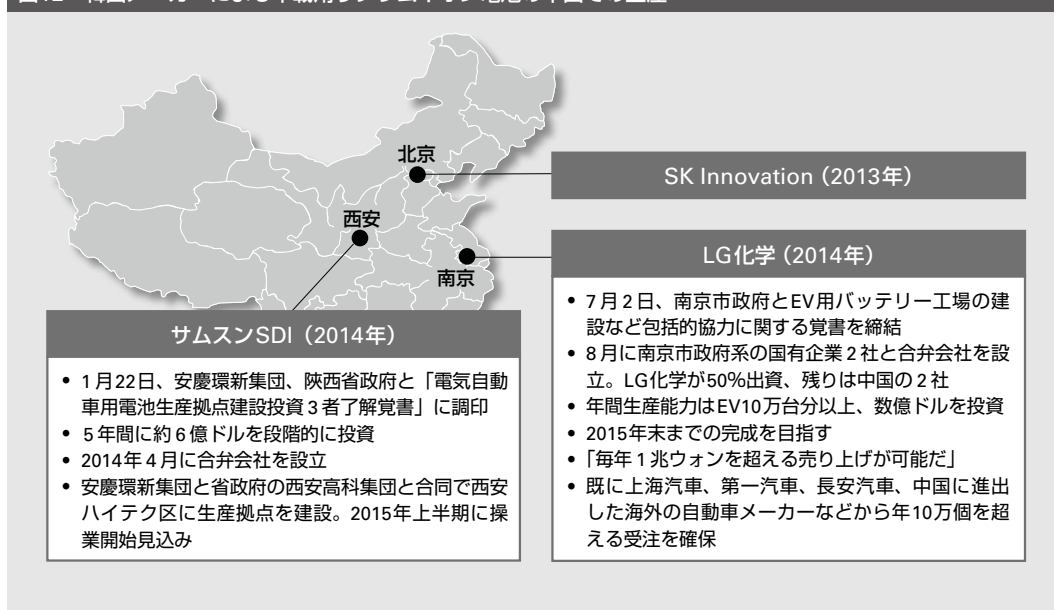 北京
西安
南京
SK Innovation（2013年）
LG化学（2014年）
• 7月2日、南京市政府とEV用バッテリー工場の建
設など包括的協力に関する覚書を締結
• 8月に南京市政府系の国有企業2社と合弁会社を設
立。LG化学が50％出資、残りは中国の2社
• 年間生産能力はEV10万台分以上、数億ドルを投資
• 2015年末までの完成を目指す
•「毎年1兆ウォンを超える売り上げが可能だ」
• 既に上海汽車、第一汽車、長安汽車、中国に進出
した海外の自動車メーカーなどから年10万個を超
える受注を確保
サムスンSDI（2014年）
• 1月22日、安慶環新集団、陝西省政府と「電気自動
車用電池生産拠点建設投資3者了解覚書」に調印
• 5年間に約6億ドルを段階的に投資
• 2014年4月に合弁会社を設立
• 安慶環新集団と省政府の西安高科集団と合同で西安
ハイテク区に生産拠点を建設。2015年上半期に操
業開始見込み